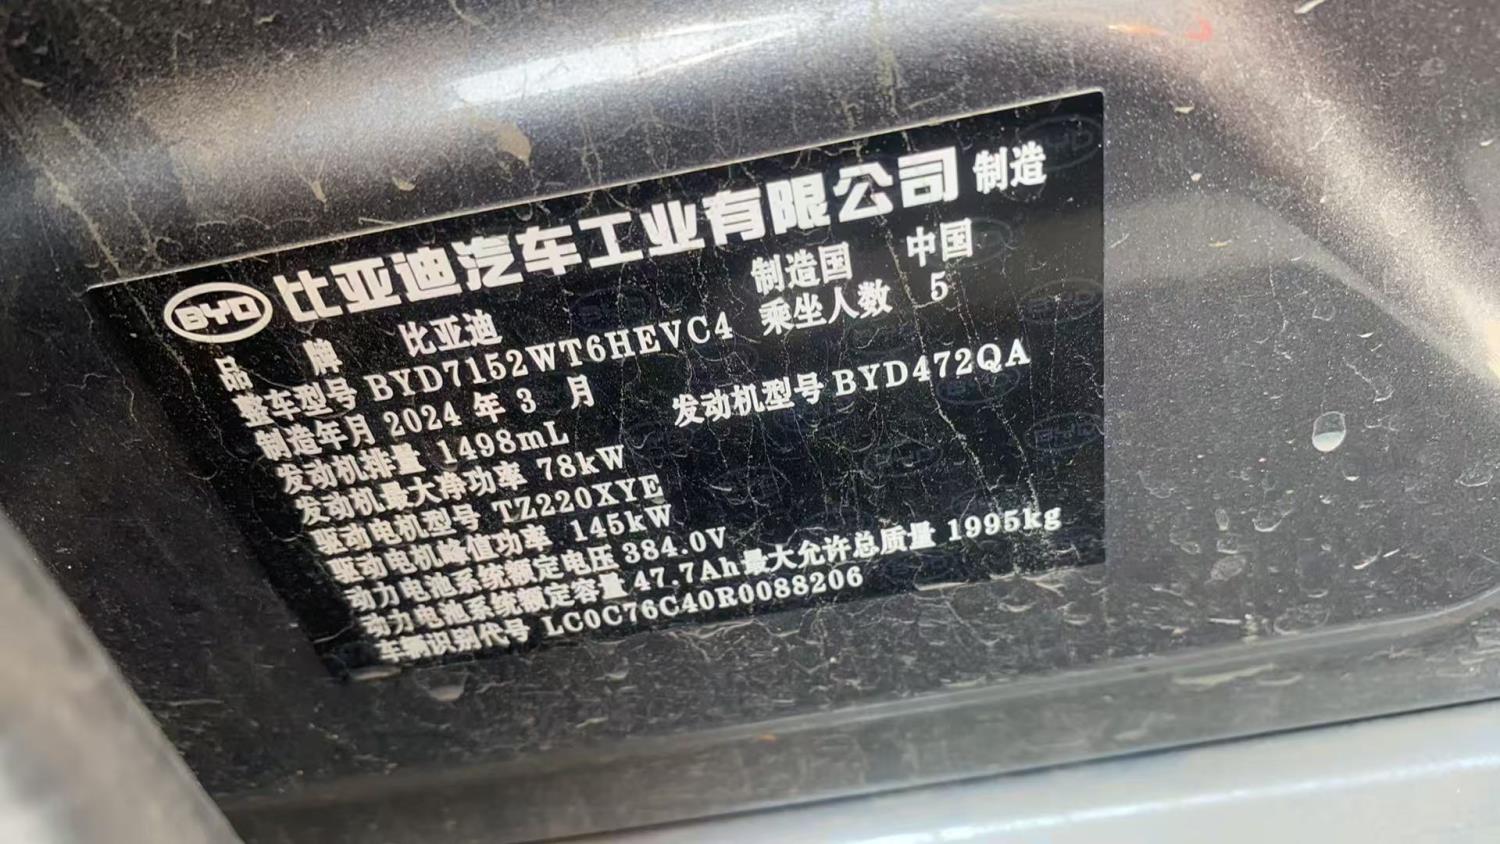 BYD 比亚迪汽车工业有限公司 制造
品牌 比亚迪 制造国 中国
整车型号 BYD7152WT6HEVC4 乘坐人数 5
制造年月 2024 年 3 月
发动机排量 1498mL 发动机型号 BYD472QA
发动机最大净功率 78kW
驱动电机型号 TZ220XYE
驱动电机峰值功率 145kW
动力电池系统额定电压 384.0V
动力电池系统额定容量 47.7Ah 最大允许总质量 1995kg
车辆识别代号 LC0C76C40R0088206